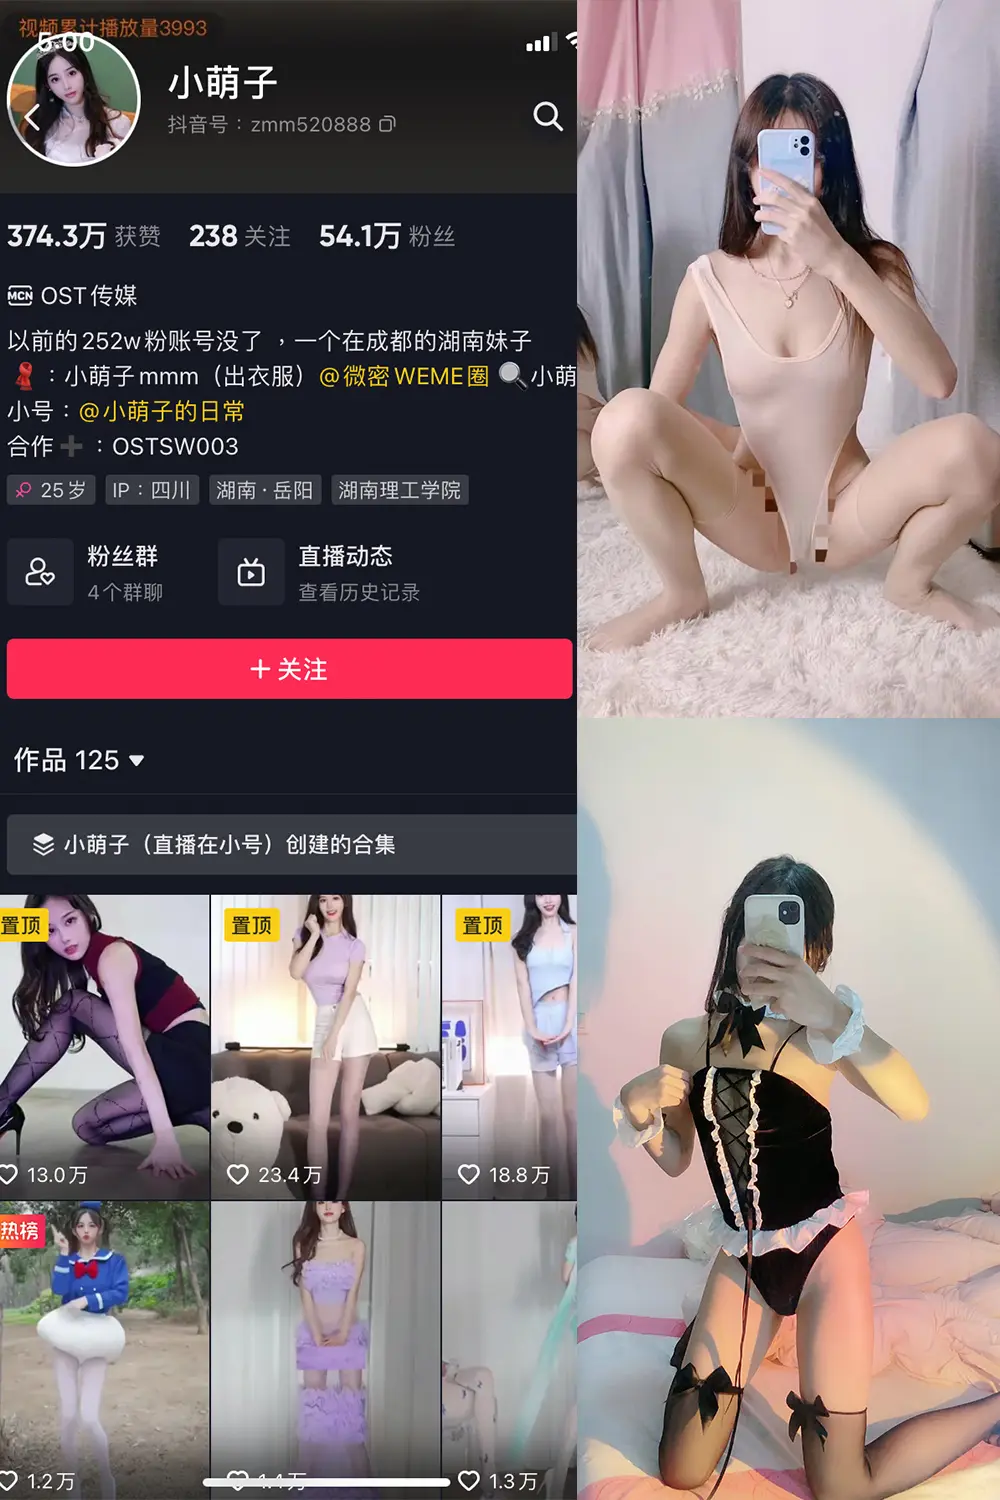 视频累计播放量3993
5:00
小萌子
抖音号：zmm520888
374.3万 获赞 238 关注 54.1万 粉丝
MCN OST传媒
以前的252w粉账号没了，一个在成都的湖南妹子
：小萌子mmm（出衣服）@微密WEME圈 小萌
小号：@小萌子的日常
合作➕：OSTSW003
25岁 IP：四川 湖南·岳阳 湖南理工学院
粉丝群 直播动态
4个群聊 查看历史记录
＋关注
作品 125
小萌子（直播在小号）创建的合集
置顶 置顶 置顶
13.0万 23.4万 18.8万
热榜
1.2万 1.4万 1.3万